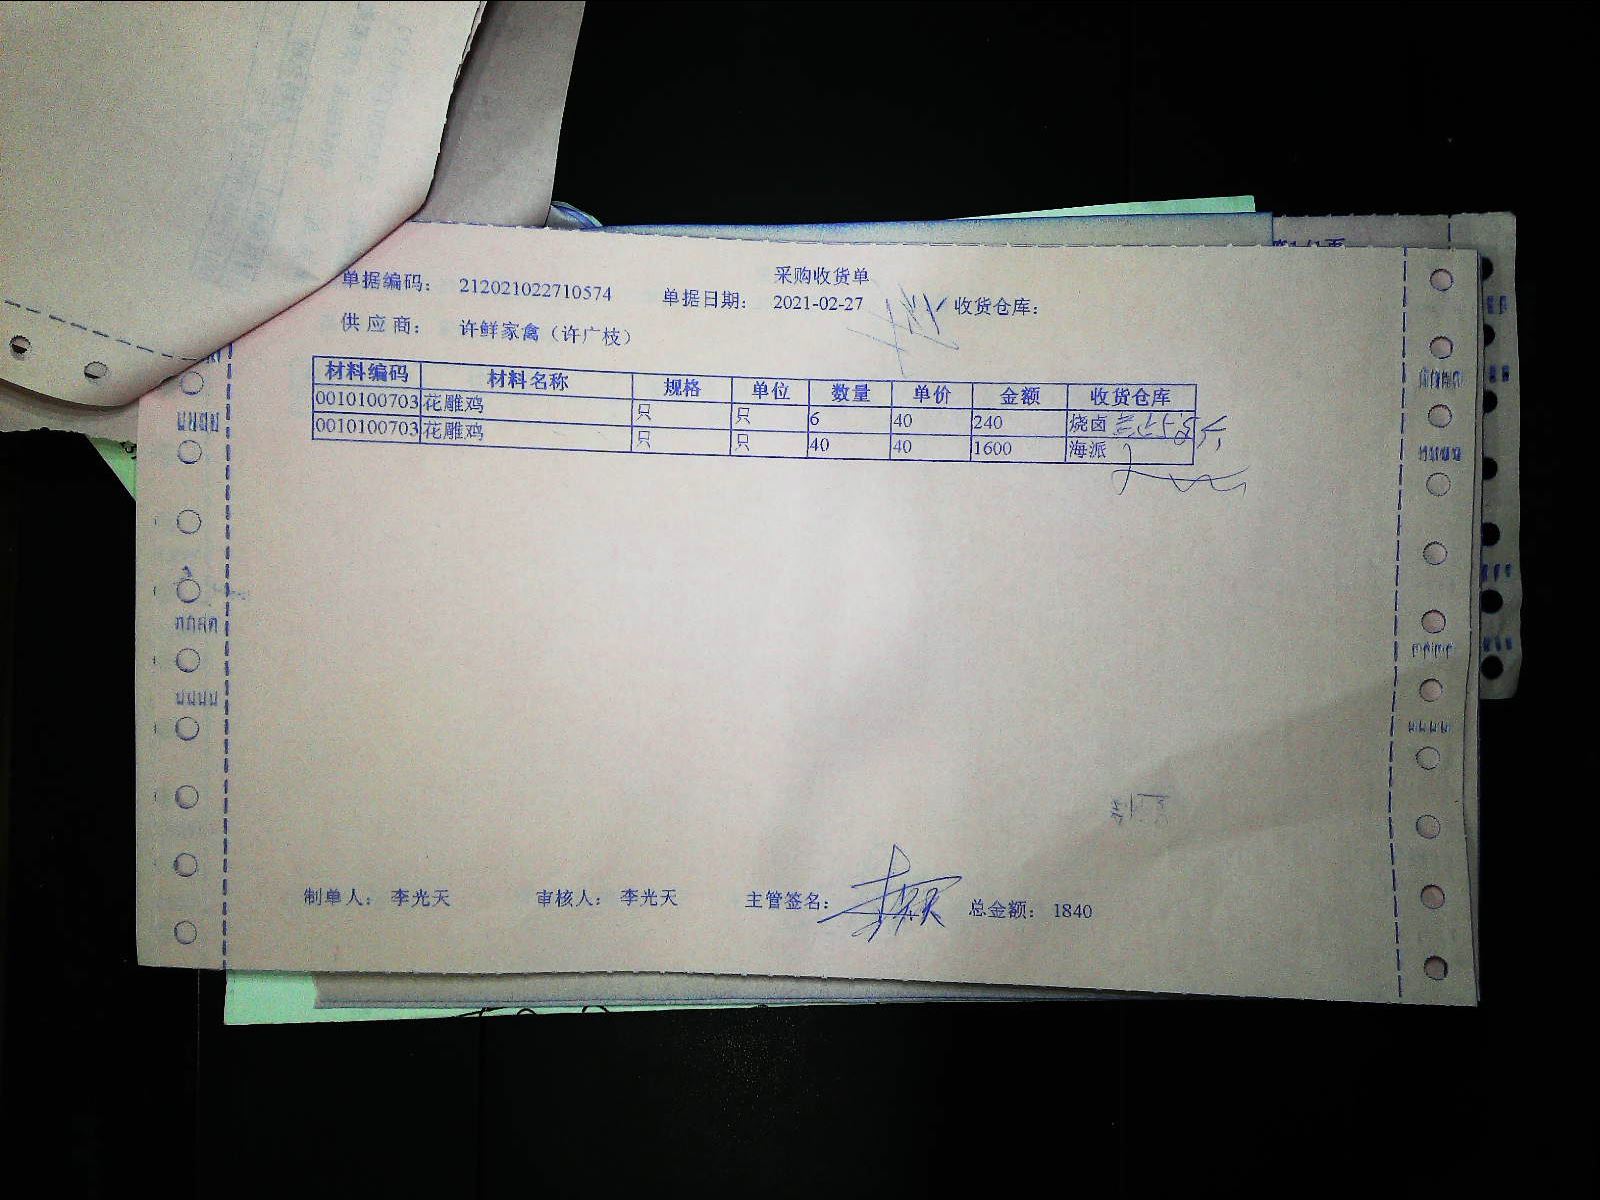 采购收货单
单据编码： 212021022710574 单据日期： 2021-02-27 收货仓库：
供 应 商： 许鲜家禽（许广枝）
材料编码 材料名称 规格 单位 数量 单价 金额 收货仓库
0010100703 花雕鸡 只 只 6 40 240 烧卤
0010100703 花雕鸡 只 只 40 40 1600 海派
制单人： 李光天 审核人： 李光天 主管签名： 总金额： 1840